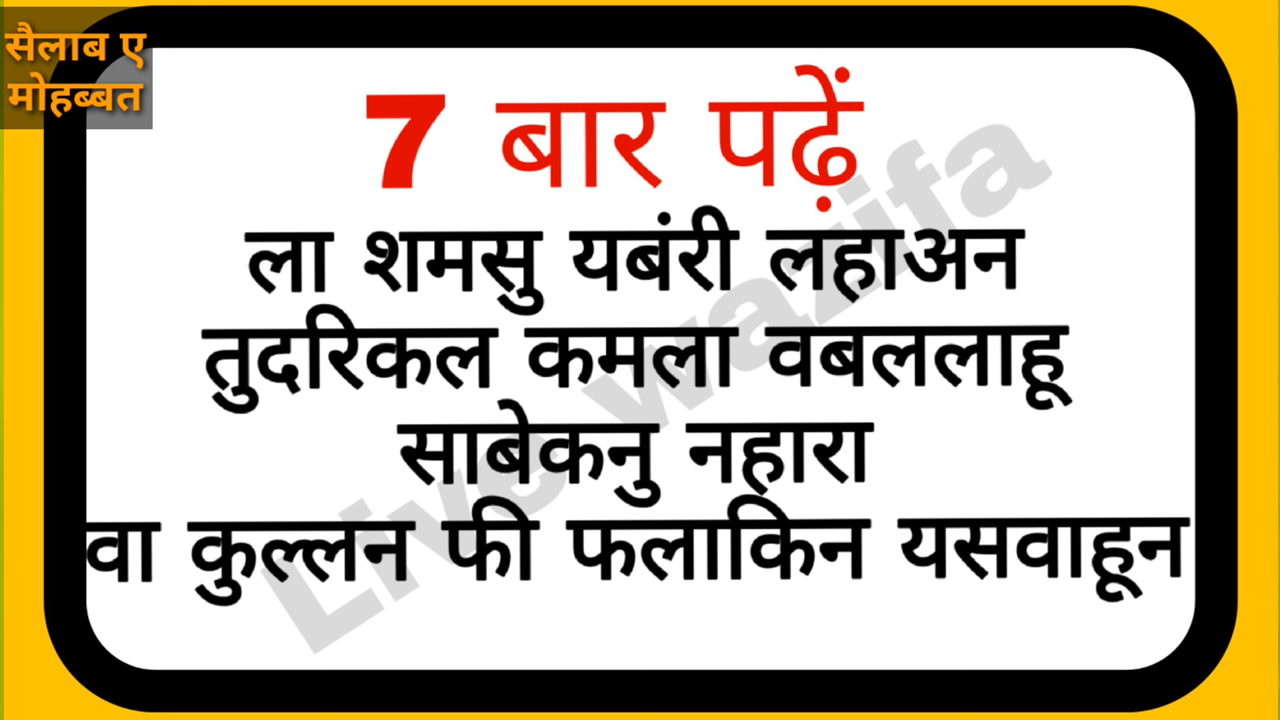 सैलाब ए
मोहब्बत
7 बार पढ़ें
ला शमसु यबंरी लहाअन
तुदरिकल कमला वबललाहू
साबेकनु नहारा
वा कुल्लन फी फलाकिन यसवाहून
Live wazifa